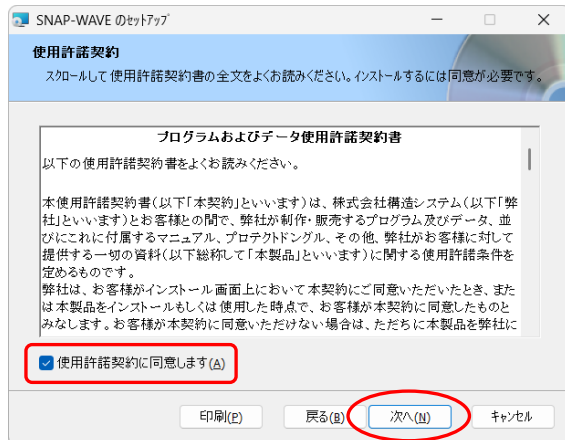 SNAP-WAVE のセットアップ
使用許諾契約
スクロールして使用許諾契約書の全文をよくお読みください。インストールするには同意が必要です。
プログラムおよびデータ使用許諾契約書
以下の使用許諾契約書をよくお読みください。
本使用許諾契約書(以下「本契約」といいます)は、株式会社構造システム(以下「弊
社」といいます)とお客様との間で、弊社が制作・販売するプログラム及びデータ、並
びにこれに付属するマニュアル、プロテクトドングル、その他、弊社がお客様に対して
提供する一切の資料(以下総称して「本製品」といいます)に関する使用許諾条件を
定めるものです。
弊社は、お客様がインストール画面上において本契約にご同意いただいたとき、また
は本製品をインストールもしくは使用した時点で、お客様が本契約に同意したものと
みなします。お客様が本契約に同意いただけない場合は、ただちに本製品を弊社に
使用許諾契約に同意します(A)
印刷(P) 戻る(B) 次へ(N) キャンセル